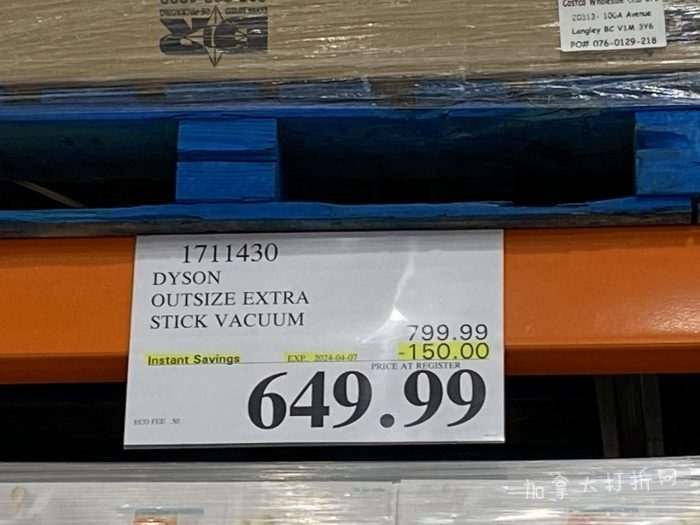 Costco Wholesale
20113- 100A Avenue
Langley BC V1M 3Y6
PO# 076-0129-218
1711430
DYSON
OUTSIZE EXTRA
STICK VACUUM
799.99
Instant Savings EXP. 2024-04-07 -150.00
PRICE AT REGISTER
649.99
ECO FEE .50
加拿大打折网